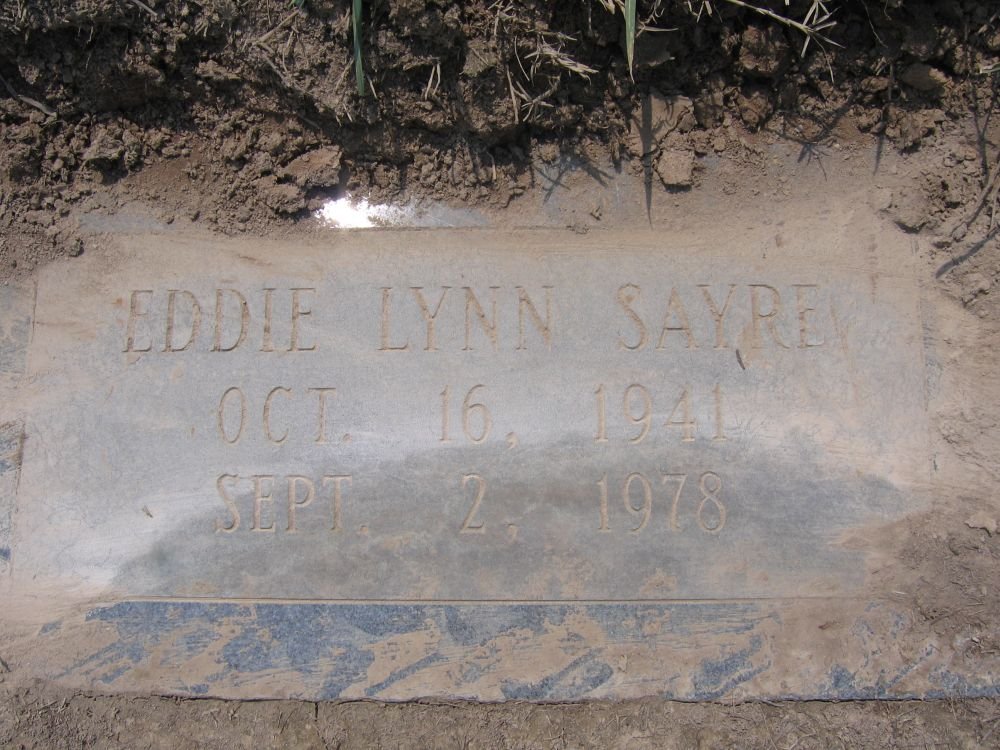 EDDIE LYNN SAYRE
OCT. 16, 1941
SEPT. 2, 1978